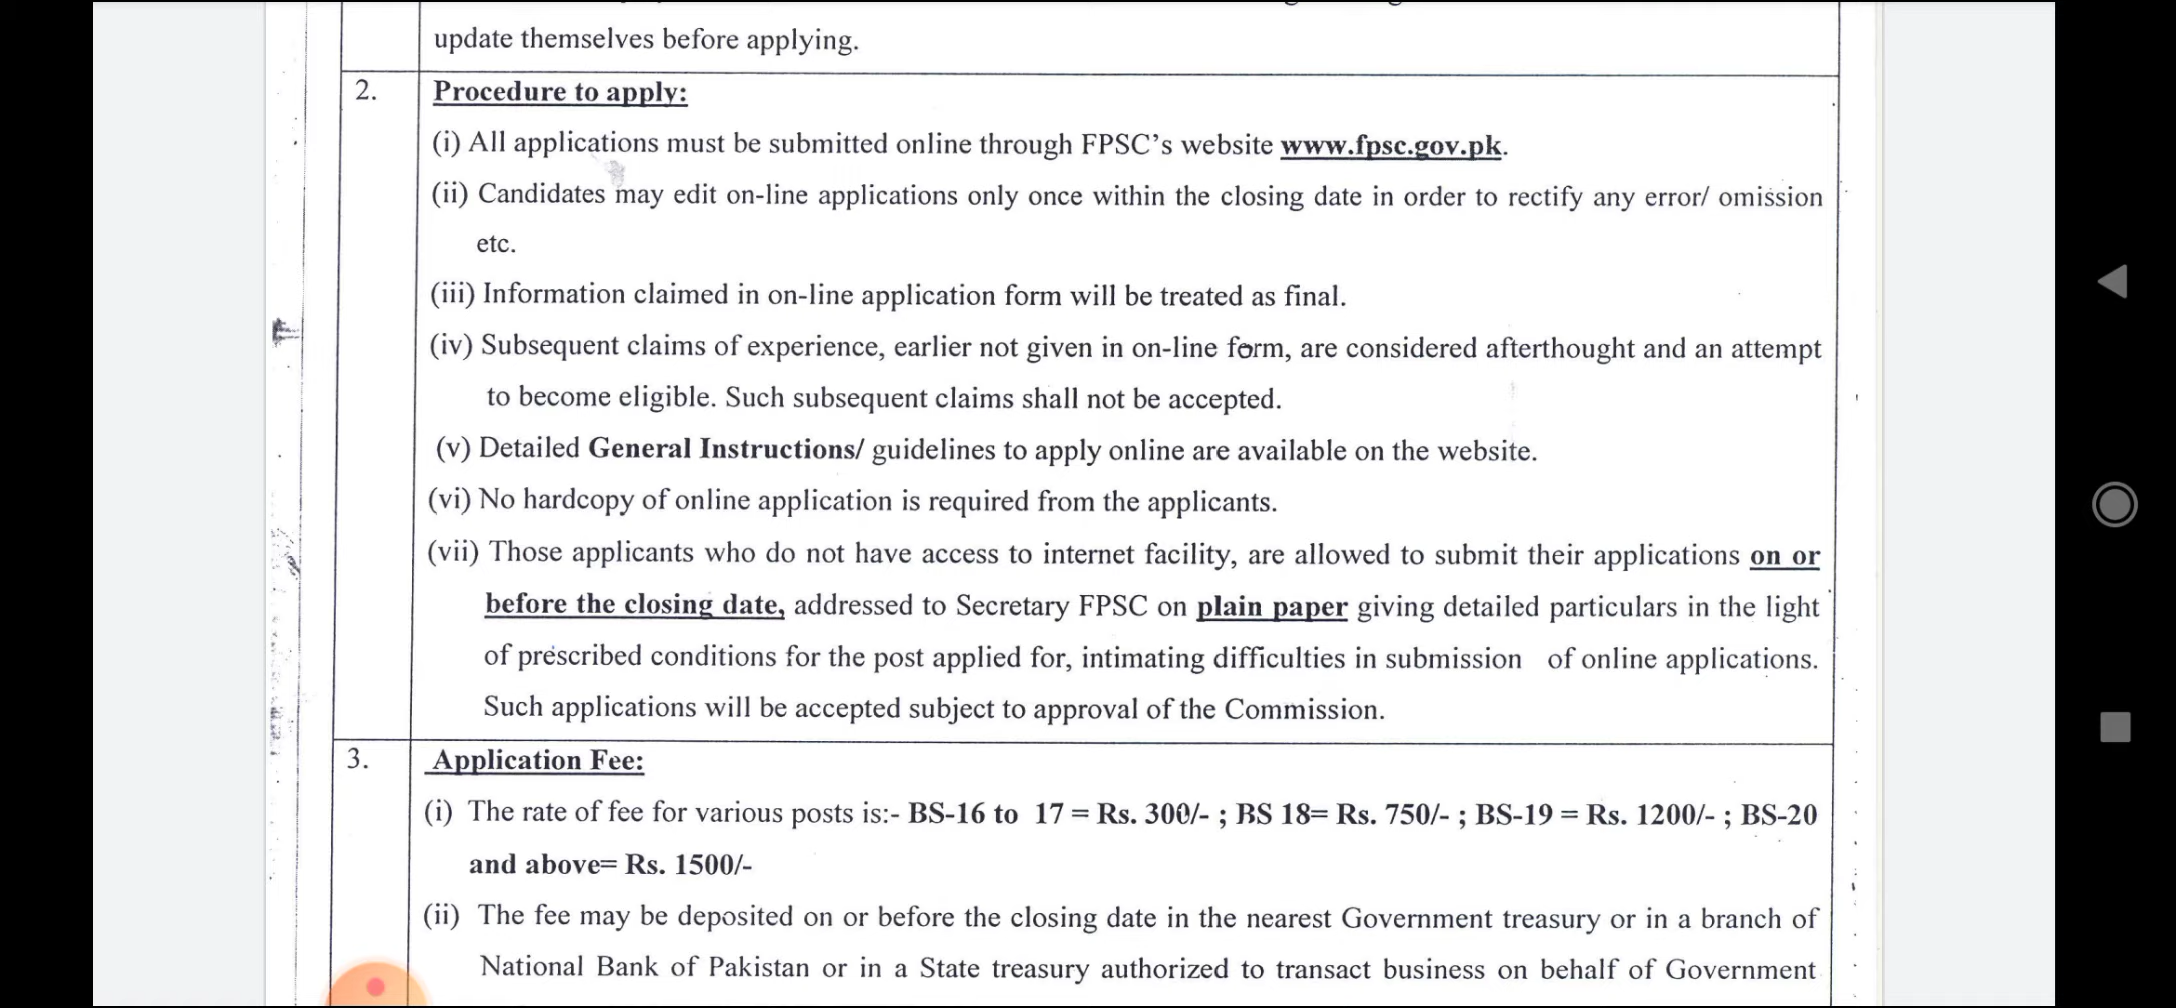 update themselves before applying.
2. Procedure to apply:
(i) All applications must be submitted online through FPSC's website www.fpsc.gov.pk.
(ii) Candidates may edit on-line applications only once within the closing date in order to rectify any error/ omission
etc.
(iii) Information claimed in on-line application form will be treated as final.
(iv) Subsequent claims of experience, earlier not given in on-line form, are considered afterthought and an attempt
to become eligible. Such subsequent claims shall not be accepted.
(v) Detailed General Instructions/ guidelines to apply online are available on the website.
(vi) No hardcopy of online application is required from the applicants.
(vii) Those applicants who do not have access to internet facility, are allowed to submit their applications on or
before the closing date, addressed to Secretary FPSC on plain paper giving detailed particulars in the light
of prescribed conditions for the post applied for, intimating difficulties in submission of online applications.
Such applications will be accepted subject to approval of the Commission.
3. Application Fee:
(i) The rate of fee for various posts is:- BS-16 to 17 = Rs. 300/- ; BS 18= Rs. 750/- ; BS-19 = Rs. 1200/- ; BS-20
and above= Rs. 1500/-
(ii) The fee may be deposited on or before the closing date in the nearest Government treasury or in a branch of
National Bank of Pakistan or in a State treasury authorized to transact business on behalf of Government